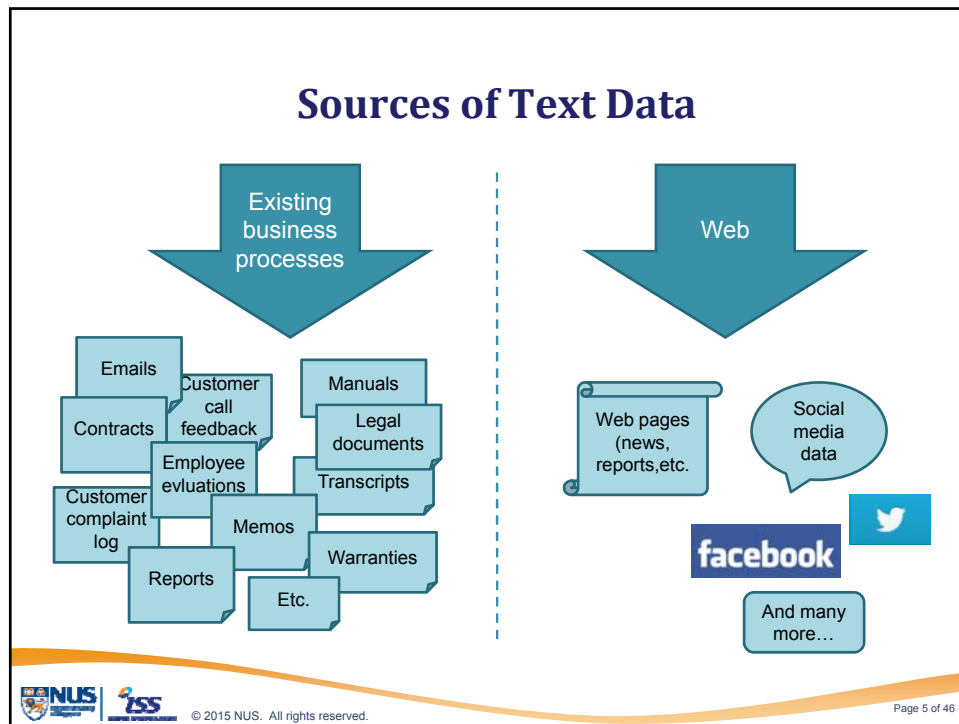 Sources of Text Data
Existing
business
processes
Web
Emails
Customer
call
feedback
Contracts
Employee
evluations
Customer
complaint
log
Memos
Reports
Etc.
Manuals
Legal
documents
Transcripts
Warranties
Web pages
(news,
reports,etc.
Social
media
data
facebook
And many
more…
NUS
ISS
© 2015 NUS. All rights reserved.
Page 5 of 46